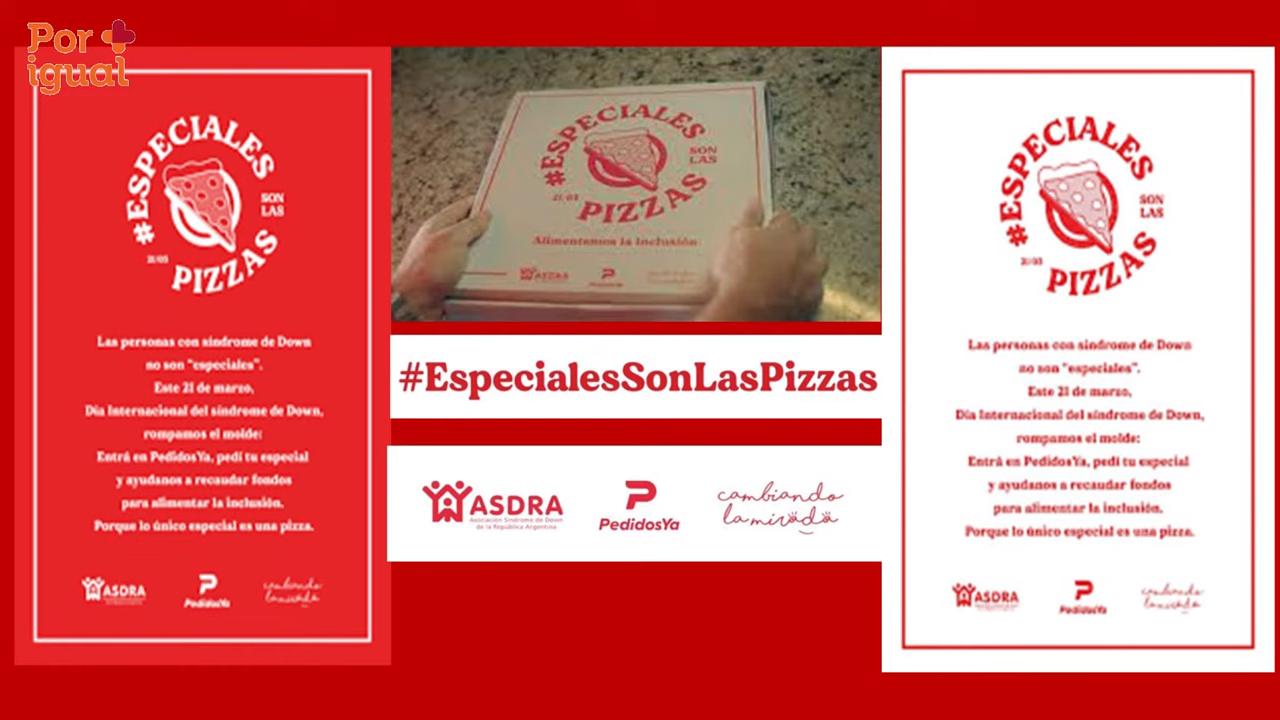 Por
igual
#ESPECIALES
SON
LAS
PIZZAS
21/03
Las personas con síndrome de Down
no son “especiales”.
Este 21 de marzo,
Día Internacional del síndrome de Down,
rompamos el molde:
Entrá en PedidosYa, pedí tu especial
y ayudanos a recaudar fondos
para alimentar la inclusión.
Porque lo único especial es una pizza.
ASDRA
PedidosYa
cambiando
la mirada
#ESPECIALES
SON
LAS
21/03
PIZZAS
Alimentamos la inclusión
ASDRA
#EspecialesSonLasPizzas
ASDRA
Asociación Síndrome de Down
de la República Argentina
PedidosYa
cambiando
la mirada
#ESPECIALES
SON
LAS
PIZZAS
21/03
Las personas con síndrome de Down
no son “especiales”.
Este 21 de marzo,
Día Internacional del síndrome de Down,
rompamos el molde:
Entrá en PedidosYa, pedí tu especial
y ayudanos a recaudar fondos
para alimentar la inclusión.
Porque lo único especial es una pizza.
ASDRA
PedidosYa
cambiando
la mirada